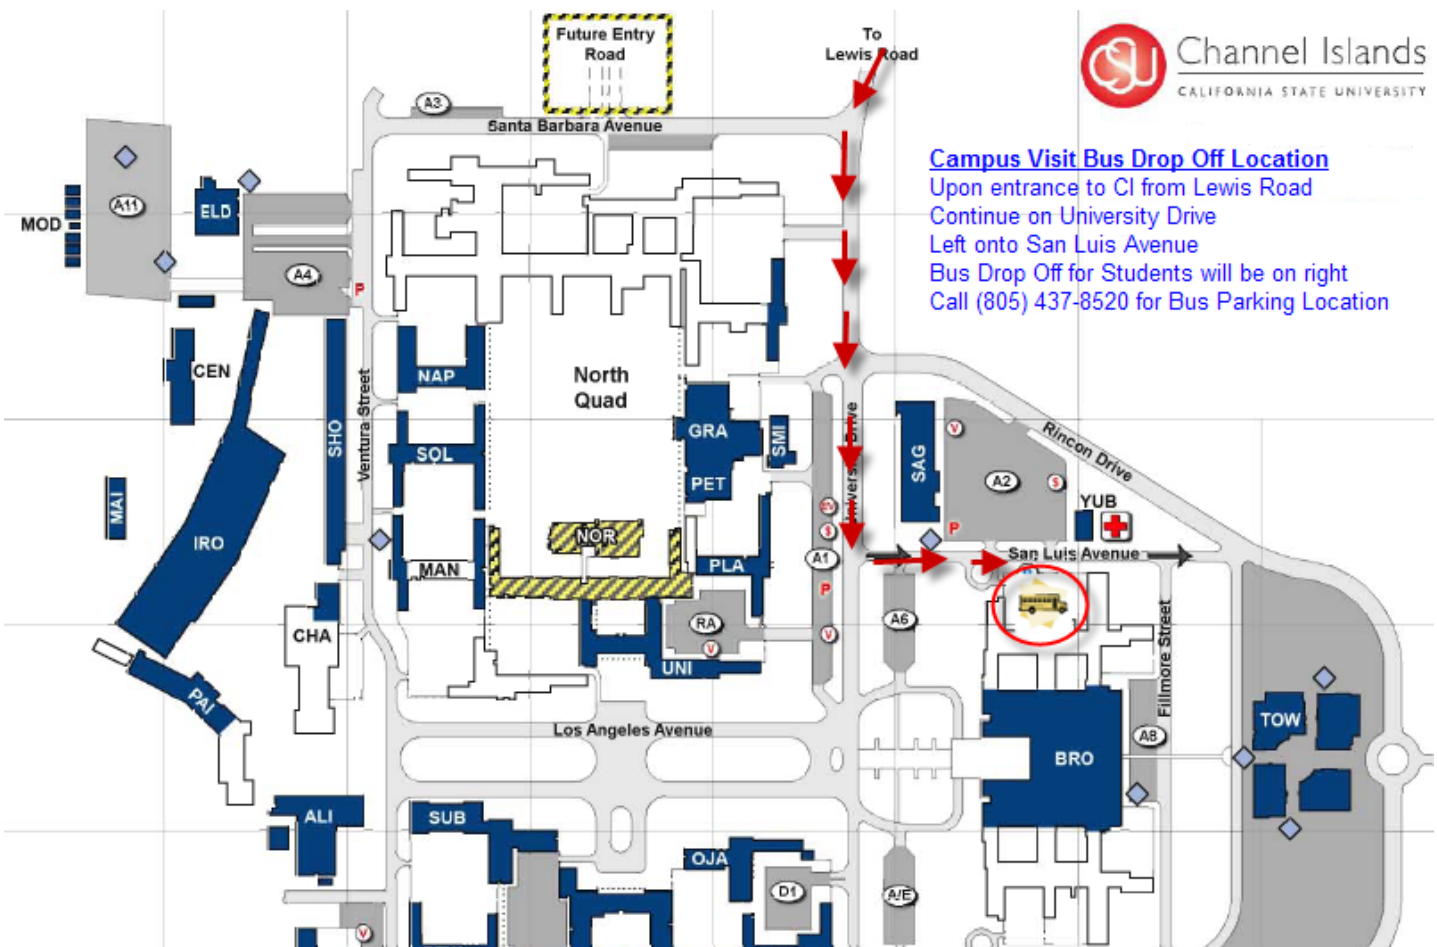 Future Entry
Road
To
Lewis Road
CSU
Channel Islands
CALIFORNIA STATE UNIVERSITY
A3
Santa Barbara Avenue
Campus Visit Bus Drop Off Location
Upon entrance to CI from Lewis Road
Continue on University Drive
Left onto San Luis Avenue
Bus Drop Off for Students will be on right
Call (805) 437-8520 for Bus Parking Location
MOD
A11
ELD
A4
P
CEN
NAP
North
Quad
Ventura Street
SHO
SOL
GRA
SMI
PET
University Drive
SAG
V
A2
S
Rincon Drive
YUB
MAI
IRO
NOR
MAN
PLA
EV
S
A1
P
P
San Luis Avenue
CHA
RA
V
V
A6
UNI
Fillmore Street
PAI
Los Angeles Avenue
BRO
A8
TOW
ALI
SUB
OJA
D1
A/E
V